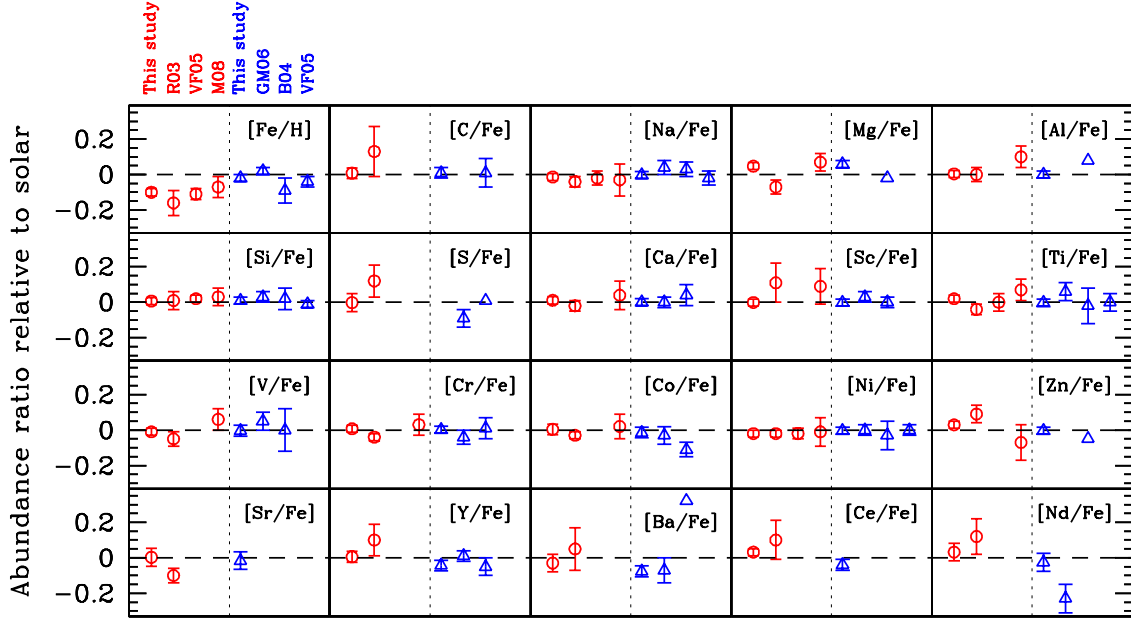 This study
R03
VF05
M08
This study
GM06
B04
VF05
Abundance ratio relative to solar
[Fe/H] [C/Fe] [Na/Fe] [Mg/Fe] [Al/Fe]
0.2
0
−0.2
[Si/Fe] [S/Fe] [Ca/Fe] [Sc/Fe] [Ti/Fe]
0.2
0
−0.2
[V/Fe] [Cr/Fe] [Co/Fe] [Ni/Fe] [Zn/Fe]
0.2
0
−0.2
[Sr/Fe] [Y/Fe] [Ba/Fe] [Ce/Fe] [Nd/Fe]
0.2
0
−0.2